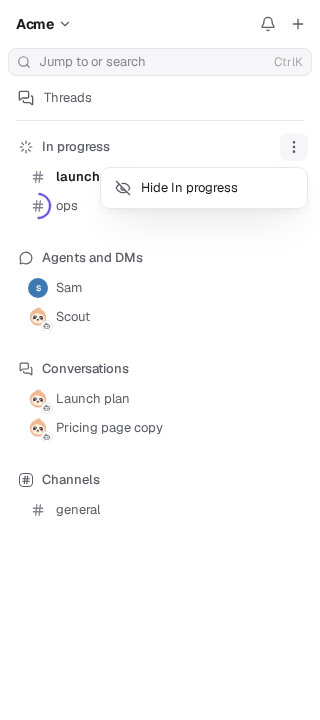 Acme
Jump to or search CtrlK
Threads
In progress
launch
Hide In progress
ops
Agents and DMs
S Sam
Scout
Conversations
Launch plan
Pricing page copy
Channels
general